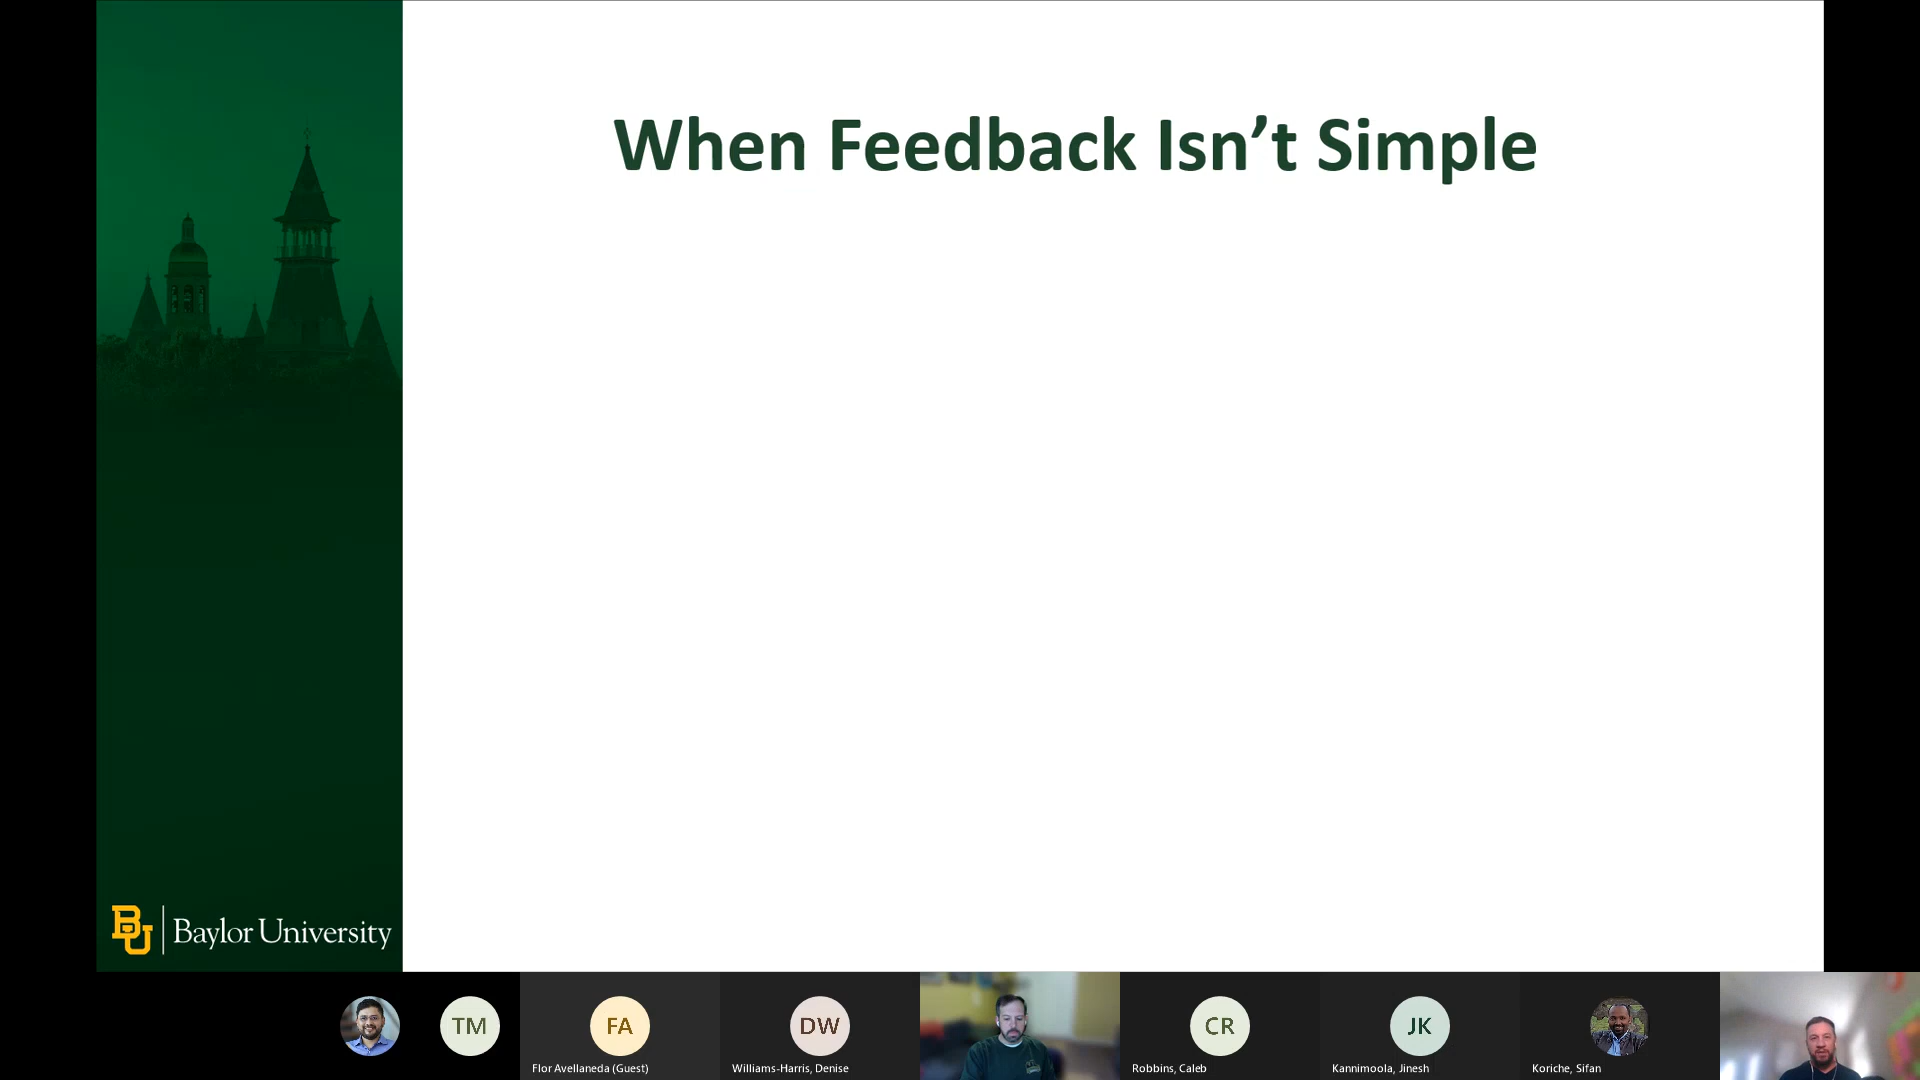 When Feedback Isn’t Simple
BU | Baylor University
TM
FA
DW
CR
JK
Flor Avellaneda (Guest)
Williams-Harris, Denise
Robbins, Caleb
Kannimoola, Jinesh
Koriche, Sifan